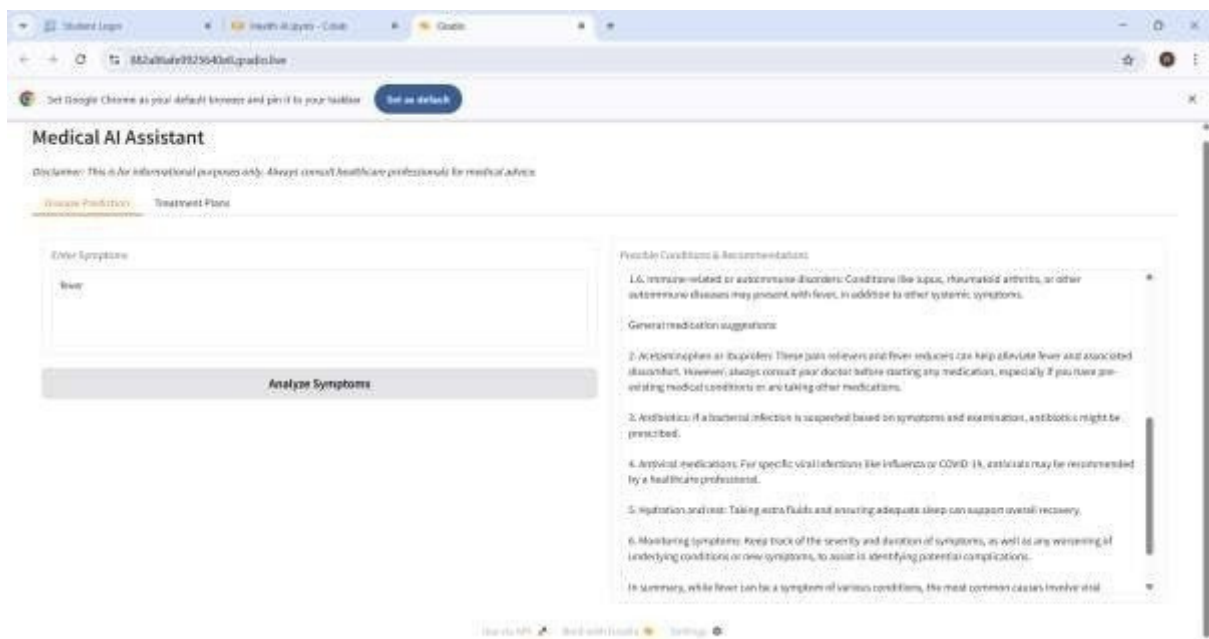 Student Login
Gradio
Set Google Chrome as your default browser and pin it to your taskbar
Set as default
Medical AI Assistant
Disclaimer: This is for informational purposes only. Always consult healthcare professionals for medical advice.
Disease Prediction
Treatment Plans
Enter Symptoms
fever
Analyze Symptoms
Possible Conditions & Recommendations
1.6. Immune-related or autoimmune disorders: Conditions like lupus, rheumatoid arthritis, or other
autoimmune diseases may present with fever, in addition to other systemic symptoms.
General medication suggestions:
2. Acetaminophen or ibuprofen: These pain relievers and fever reducers can help alleviate fever and associated
discomfort. However, always consult your doctor before starting any medication, especially if you have pre-
existing medical conditions or are taking other medications.
3. Antibiotics: If a bacterial infection is suspected based on symptoms and examination, antibiotics might be
prescribed.
4. Antiviral medications: For specific viral infections like influenza or COVID-19, antivirals may be recommended
by a healthcare professional.
5. Hydration and rest: Taking extra fluids and ensuring adequate sleep can support overall recovery.
6. Monitoring symptoms: Keep track of the severity and duration of symptoms, as well as any worsening of
underlying conditions or new symptoms, to assist in identifying potential complications.
In summary, while fever can be a symptom of various conditions, the most common causes involve viral
Use via API
Built with Gradio
Settings